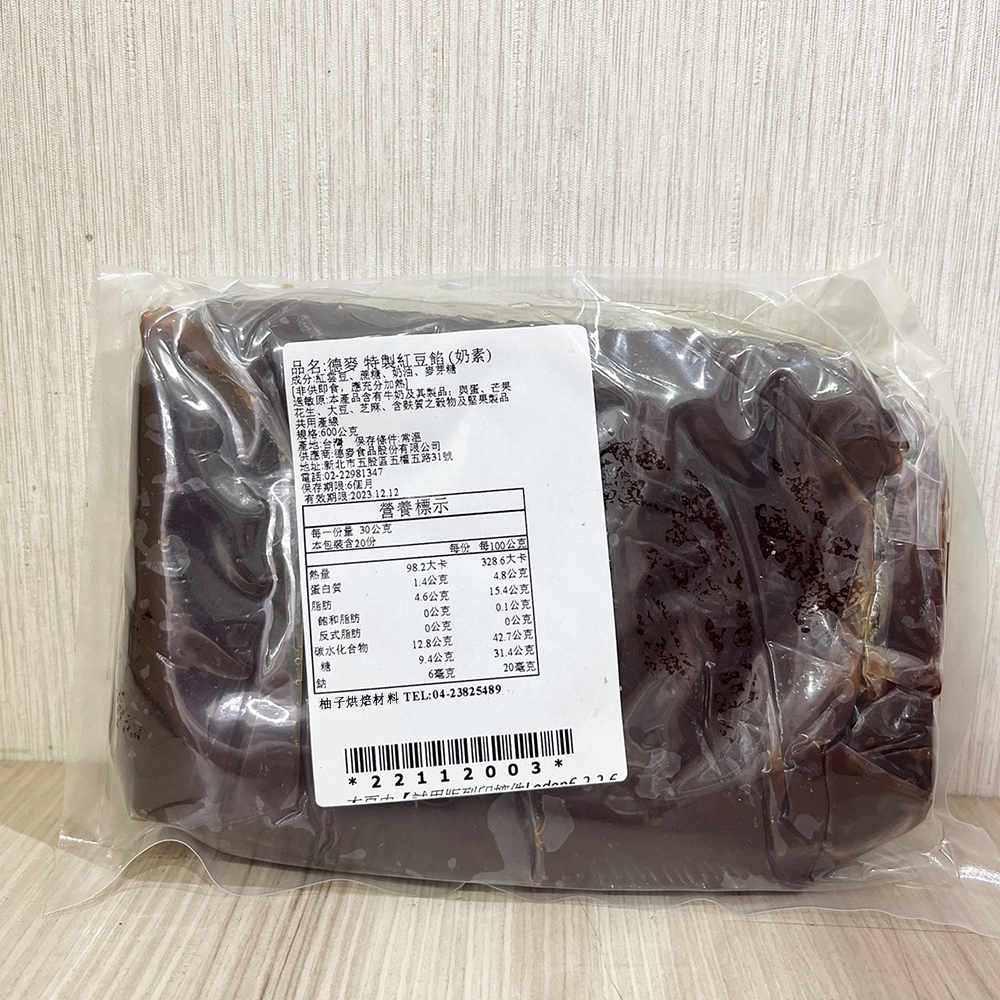 品名:德麥 特製紅豆餡(奶素)
成分:紅雲豆、蔗糖、奶油、麥芽糖
[非供即食，應充分加熱]
過敏原:本產品含有牛奶及其製品；與蛋、芒果
花生、大豆、芝麻、含麩質之穀物及堅果製品
共用產線
規格:600公克
產地:台灣 保存條件:常溫
供應商:德麥食品股份有限公司
地址:新北市五股區五權五路31號
電話:02-22981347
保存期限:6個月
有效期限:2023.12.12
營養標示
每一份量 30公克
本包裝含20份
每份 每100公克
熱量 98.2大卡 328.6大卡
蛋白質 1.4公克 4.8公克
脂肪 4.6公克 15.4公克
飽和脂肪 0公克 0.1公克
反式脂肪 0公克 0公克
碳水化合物 12.8公克 42.7公克
糖 9.4公克 31.4公克
鈉 6毫克 20毫克
柚子烘焙材料 TEL:04-23825489
*22112003*